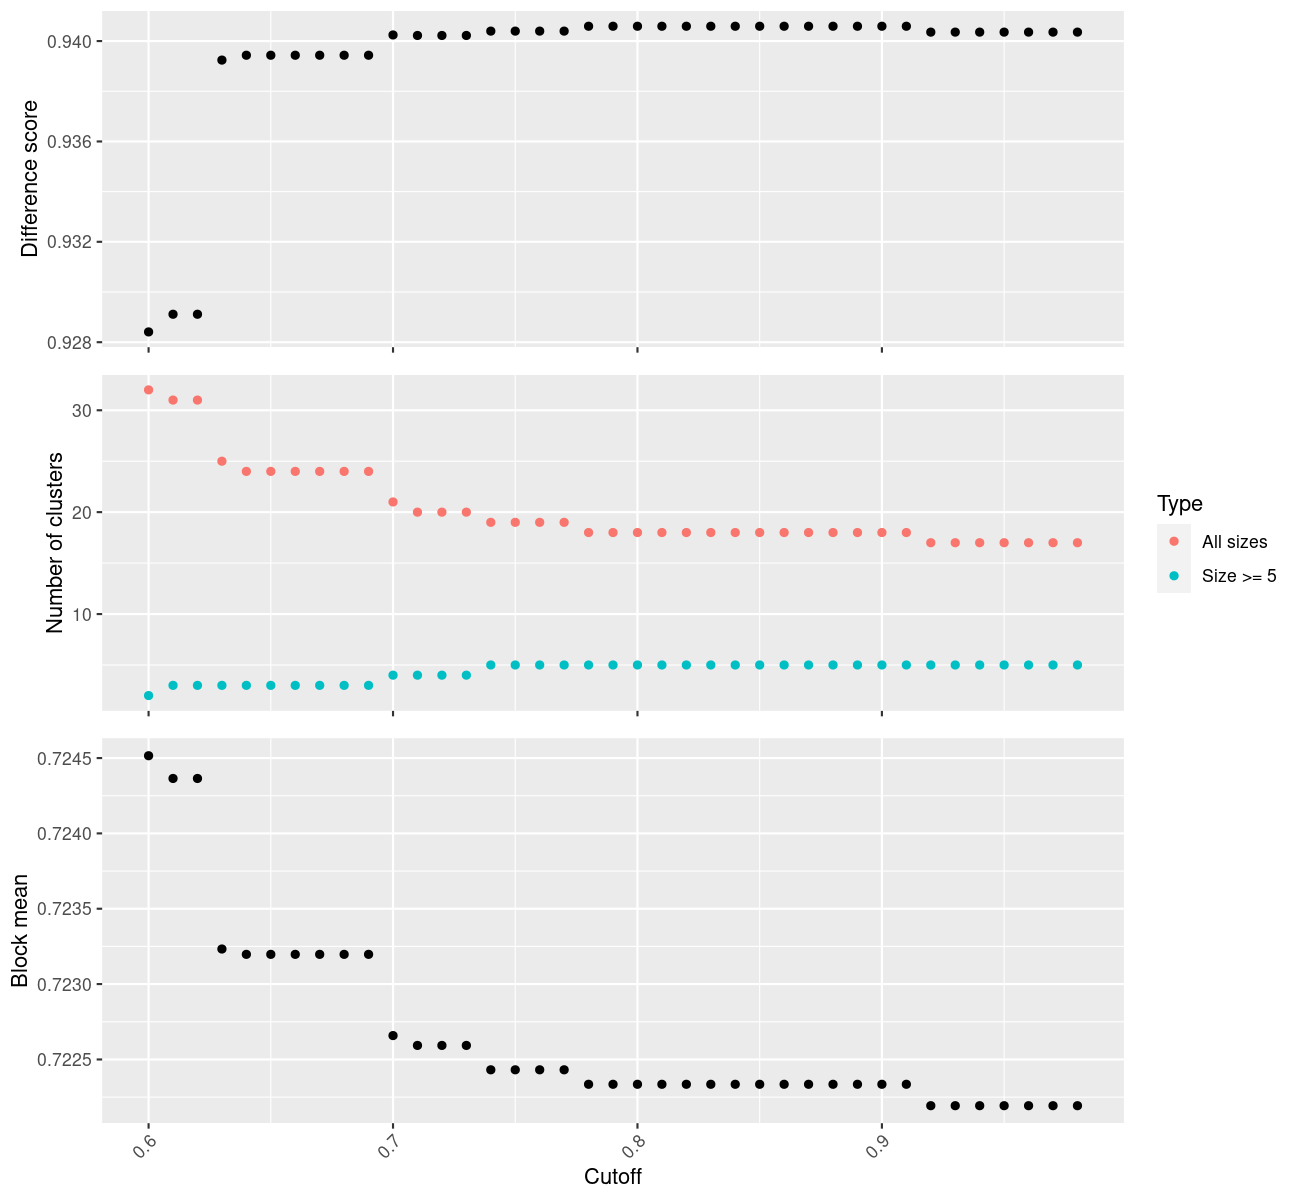 Difference score
0.940
0.936
0.932
0.928
Number of clusters
30
20
10
Type
All sizes
Size >= 5
Block mean
0.7245
0.7240
0.7235
0.7230
0.7225
0.6
0.7
0.8
0.9
Cutoff